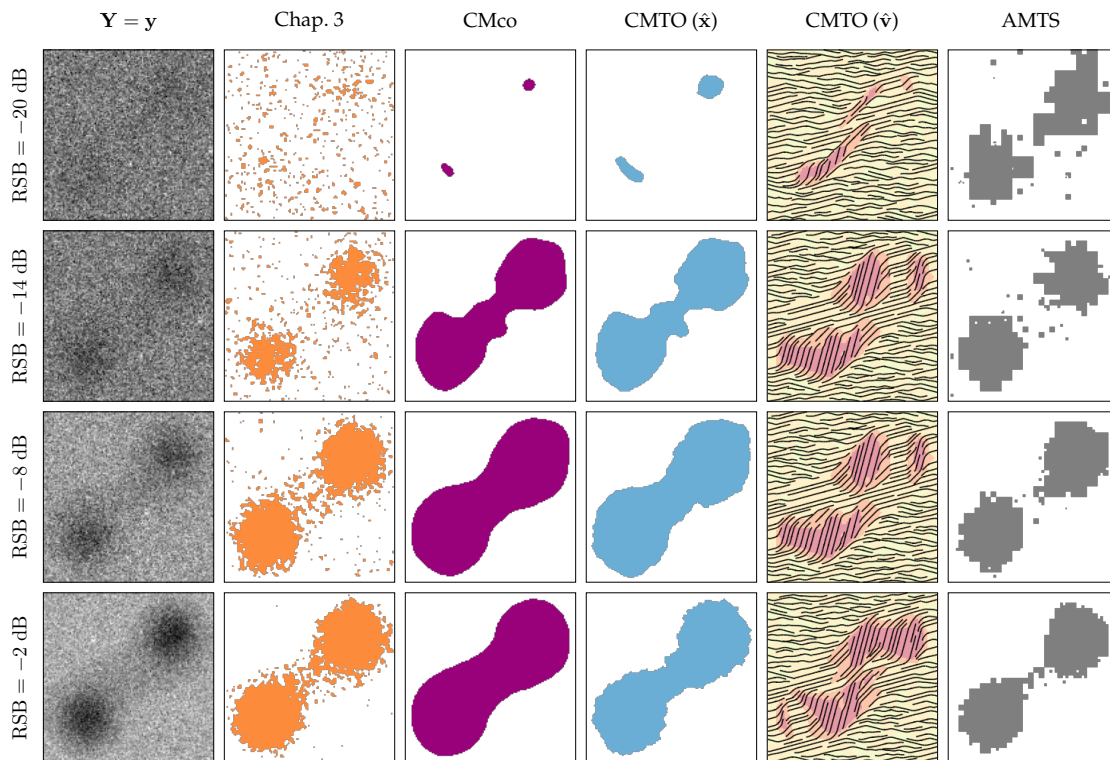 Y = y Chap. 3 CMco CMTO (x̂) CMTO (v̂) AMTS
RSB = −20 dB
RSB = −14 dB
RSB = −8 dB
RSB = −2 dB